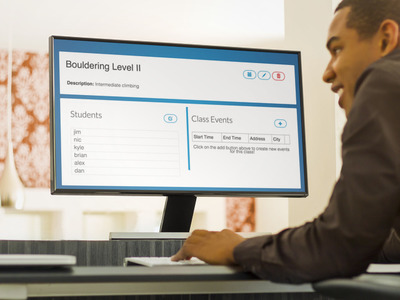 Bouldering Level II
Description: Intermediate climbing
Students
jim
nic
kyle
brian
alex
dan
Class Events
Start Time End Time Address City
Click on the add button above to create new events
for this class!